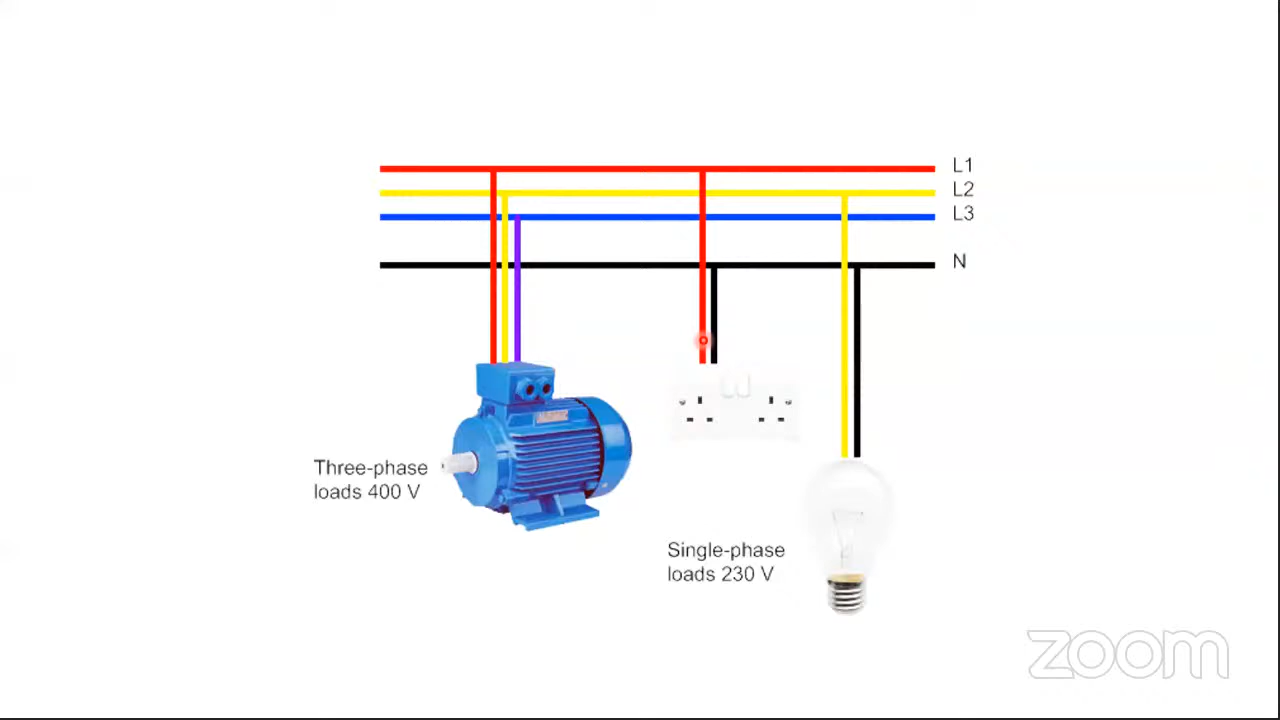 L1
L2
L3
N
Three-phase
loads 400 V
Single-phase
loads 230 V
zoom